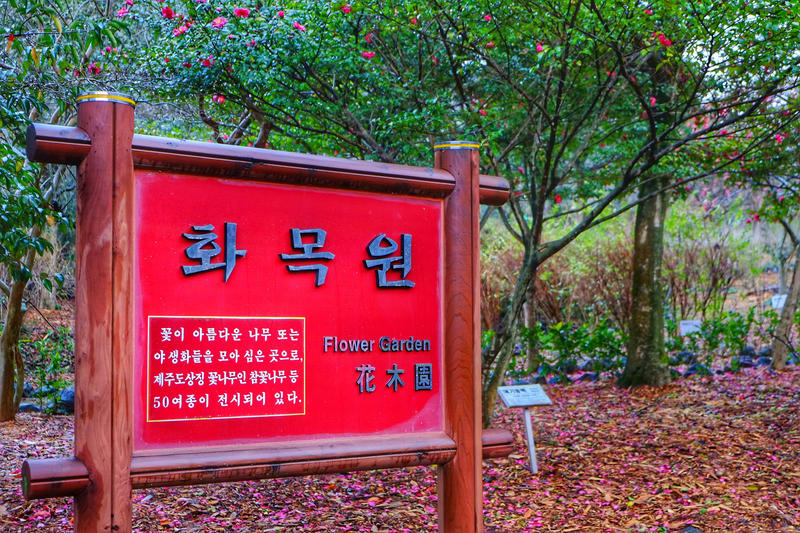 화목원
꽃이 아름다운 나무 또는
야생화들을 모아 심은 곳으로,
제주도상징 꽃나무인 참꽃나무 등
50여종이 전시되어 있다.
Flower Garden
花木園